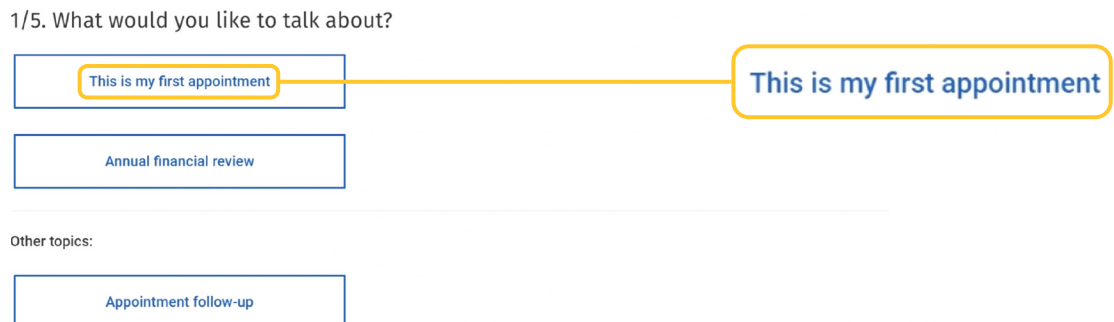 1/5. What would you like to talk about?
This is my first appointment
This is my first appointment
Annual financial review
Other topics:
Appointment follow-up